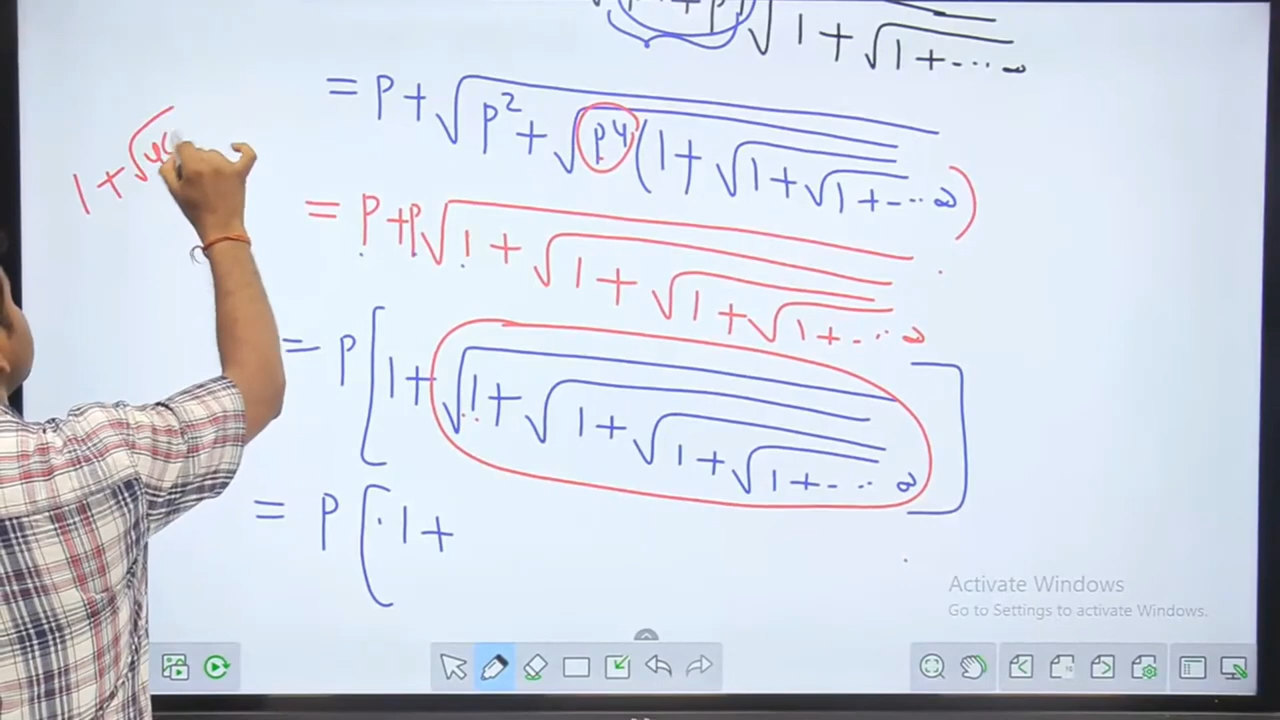 √1+√1+...∞
= P+√P²+√P⁴(1+√1+√1+...∞)
1+√4
= P+P√1+√1+√1+√1+...∞
= P[1+√1+√1+√1+√1+...∞]
= P[.1+
Activate Windows
Go to Settings to activate Windows.